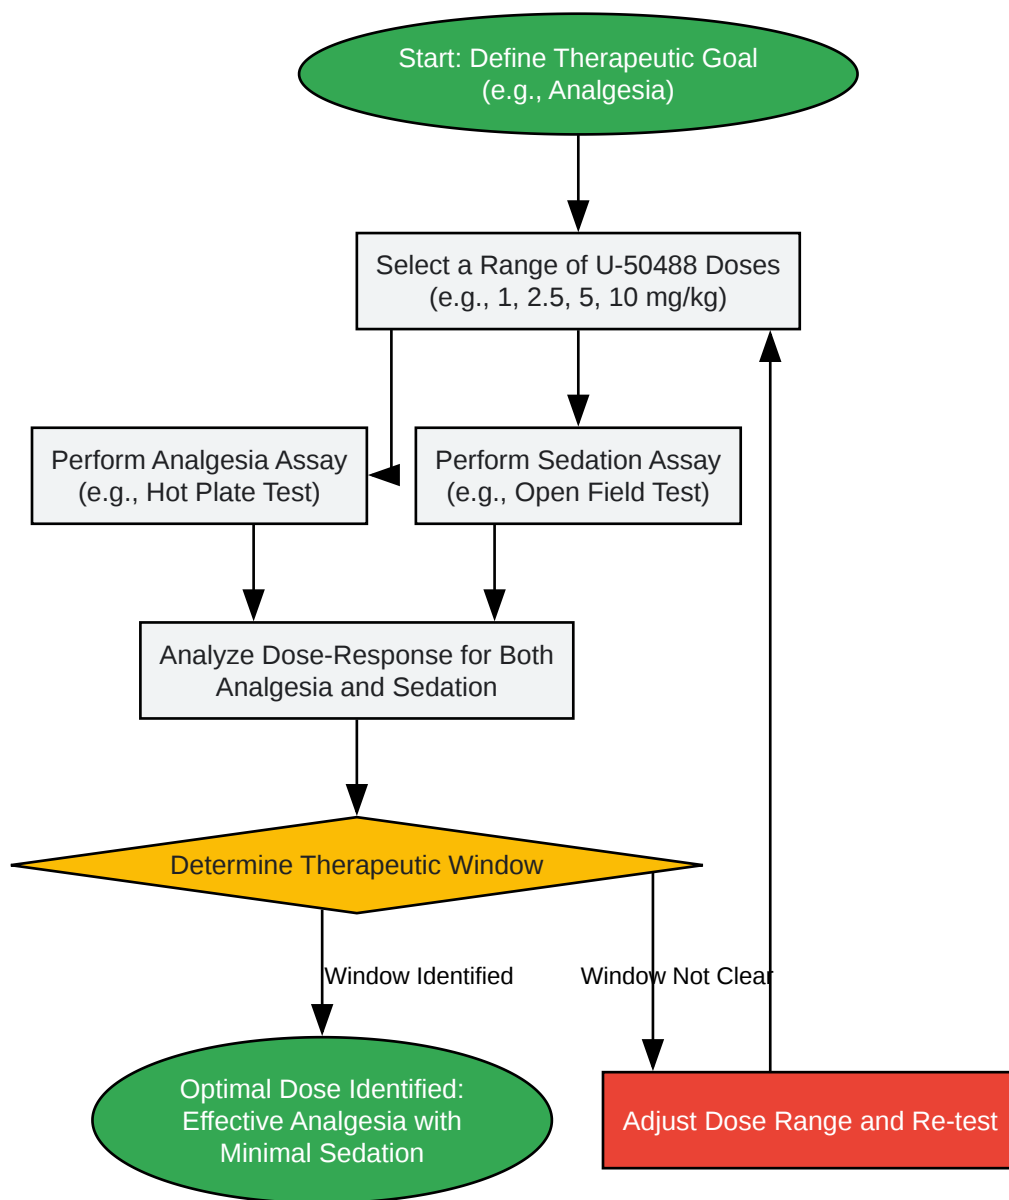 Start: Define Therapeutic Goal
(e.g., Analgesia)
Select a Range of U-50488 Doses
(e.g., 1, 2.5, 5, 10 mg/kg)
Perform Analgesia Assay
(e.g., Hot Plate Test)
Perform Sedation Assay
(e.g., Open Field Test)
Analyze Dose-Response for Both
Analgesia and Sedation
Determine Therapeutic Window
Window Identified
Window Not Clear
Optimal Dose Identified:
Effective Analgesia with
Minimal Sedation
Adjust Dose Range and Re-test